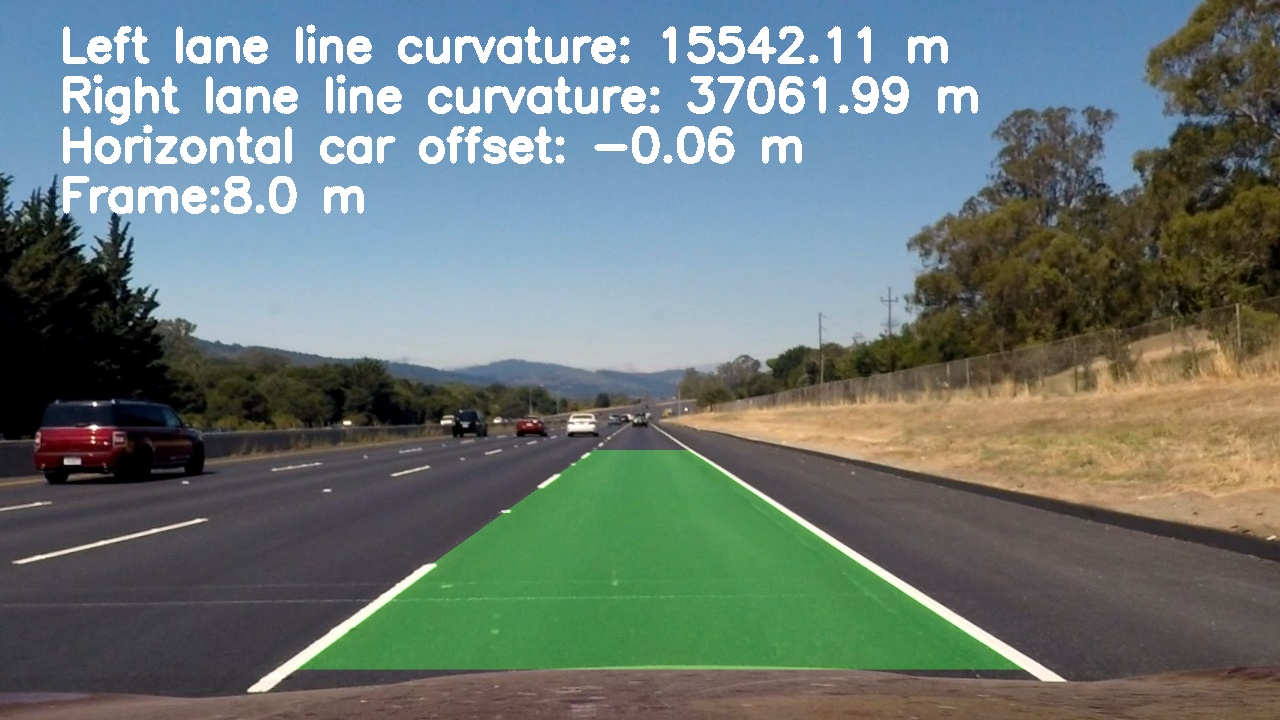 Left lane line curvature: 15542.11 m
Right lane line curvature: 37061.99 m
Horizontal car offset: -0.06 m
Frame:8.0 m